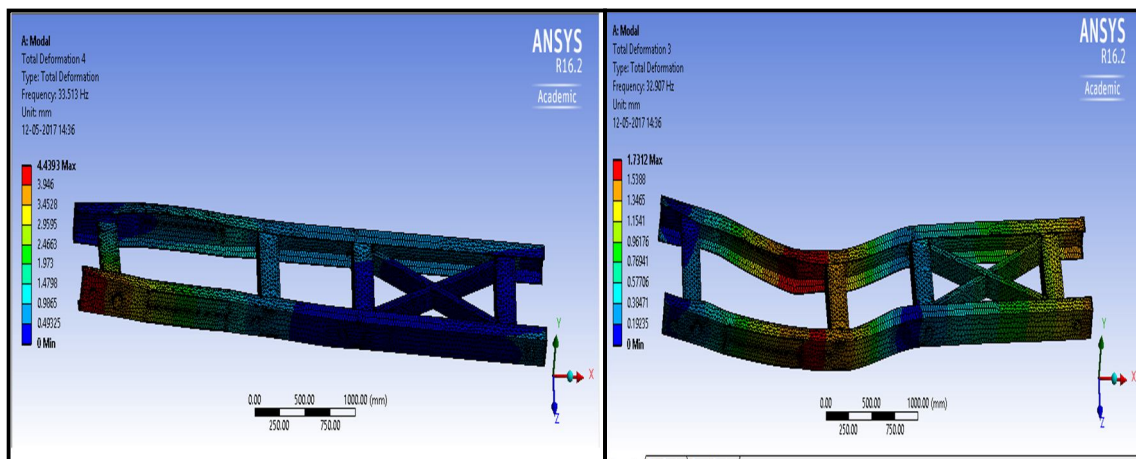 A: Modal
Total Deformation 4
Type: Total Deformation
Frequency: 33.513 Hz
Unit: mm
12-05-2017 14:36
ANSYS
R16.2
Academic
4.4393 Max
3.946
3.4528
2.9595
2.4663
1.973
1.4798
0.9865
0.49325
0 Min
0.00 500.00 1000.00 (mm)
250.00 750.00
Y
X
Z
A: Modal
Total Deformation 3
Type: Total Deformation
Frequency: 32.907 Hz
Unit: mm
12-05-2017 14:36
ANSYS
R16.2
Academic
1.7312 Max
1.5388
1.3465
1.1541
0.96176
0.76941
0.57706
0.38471
0.19235
0 Min
0.00 500.00 1000.00 (mm)
250.00 750.00
Y
X
Z